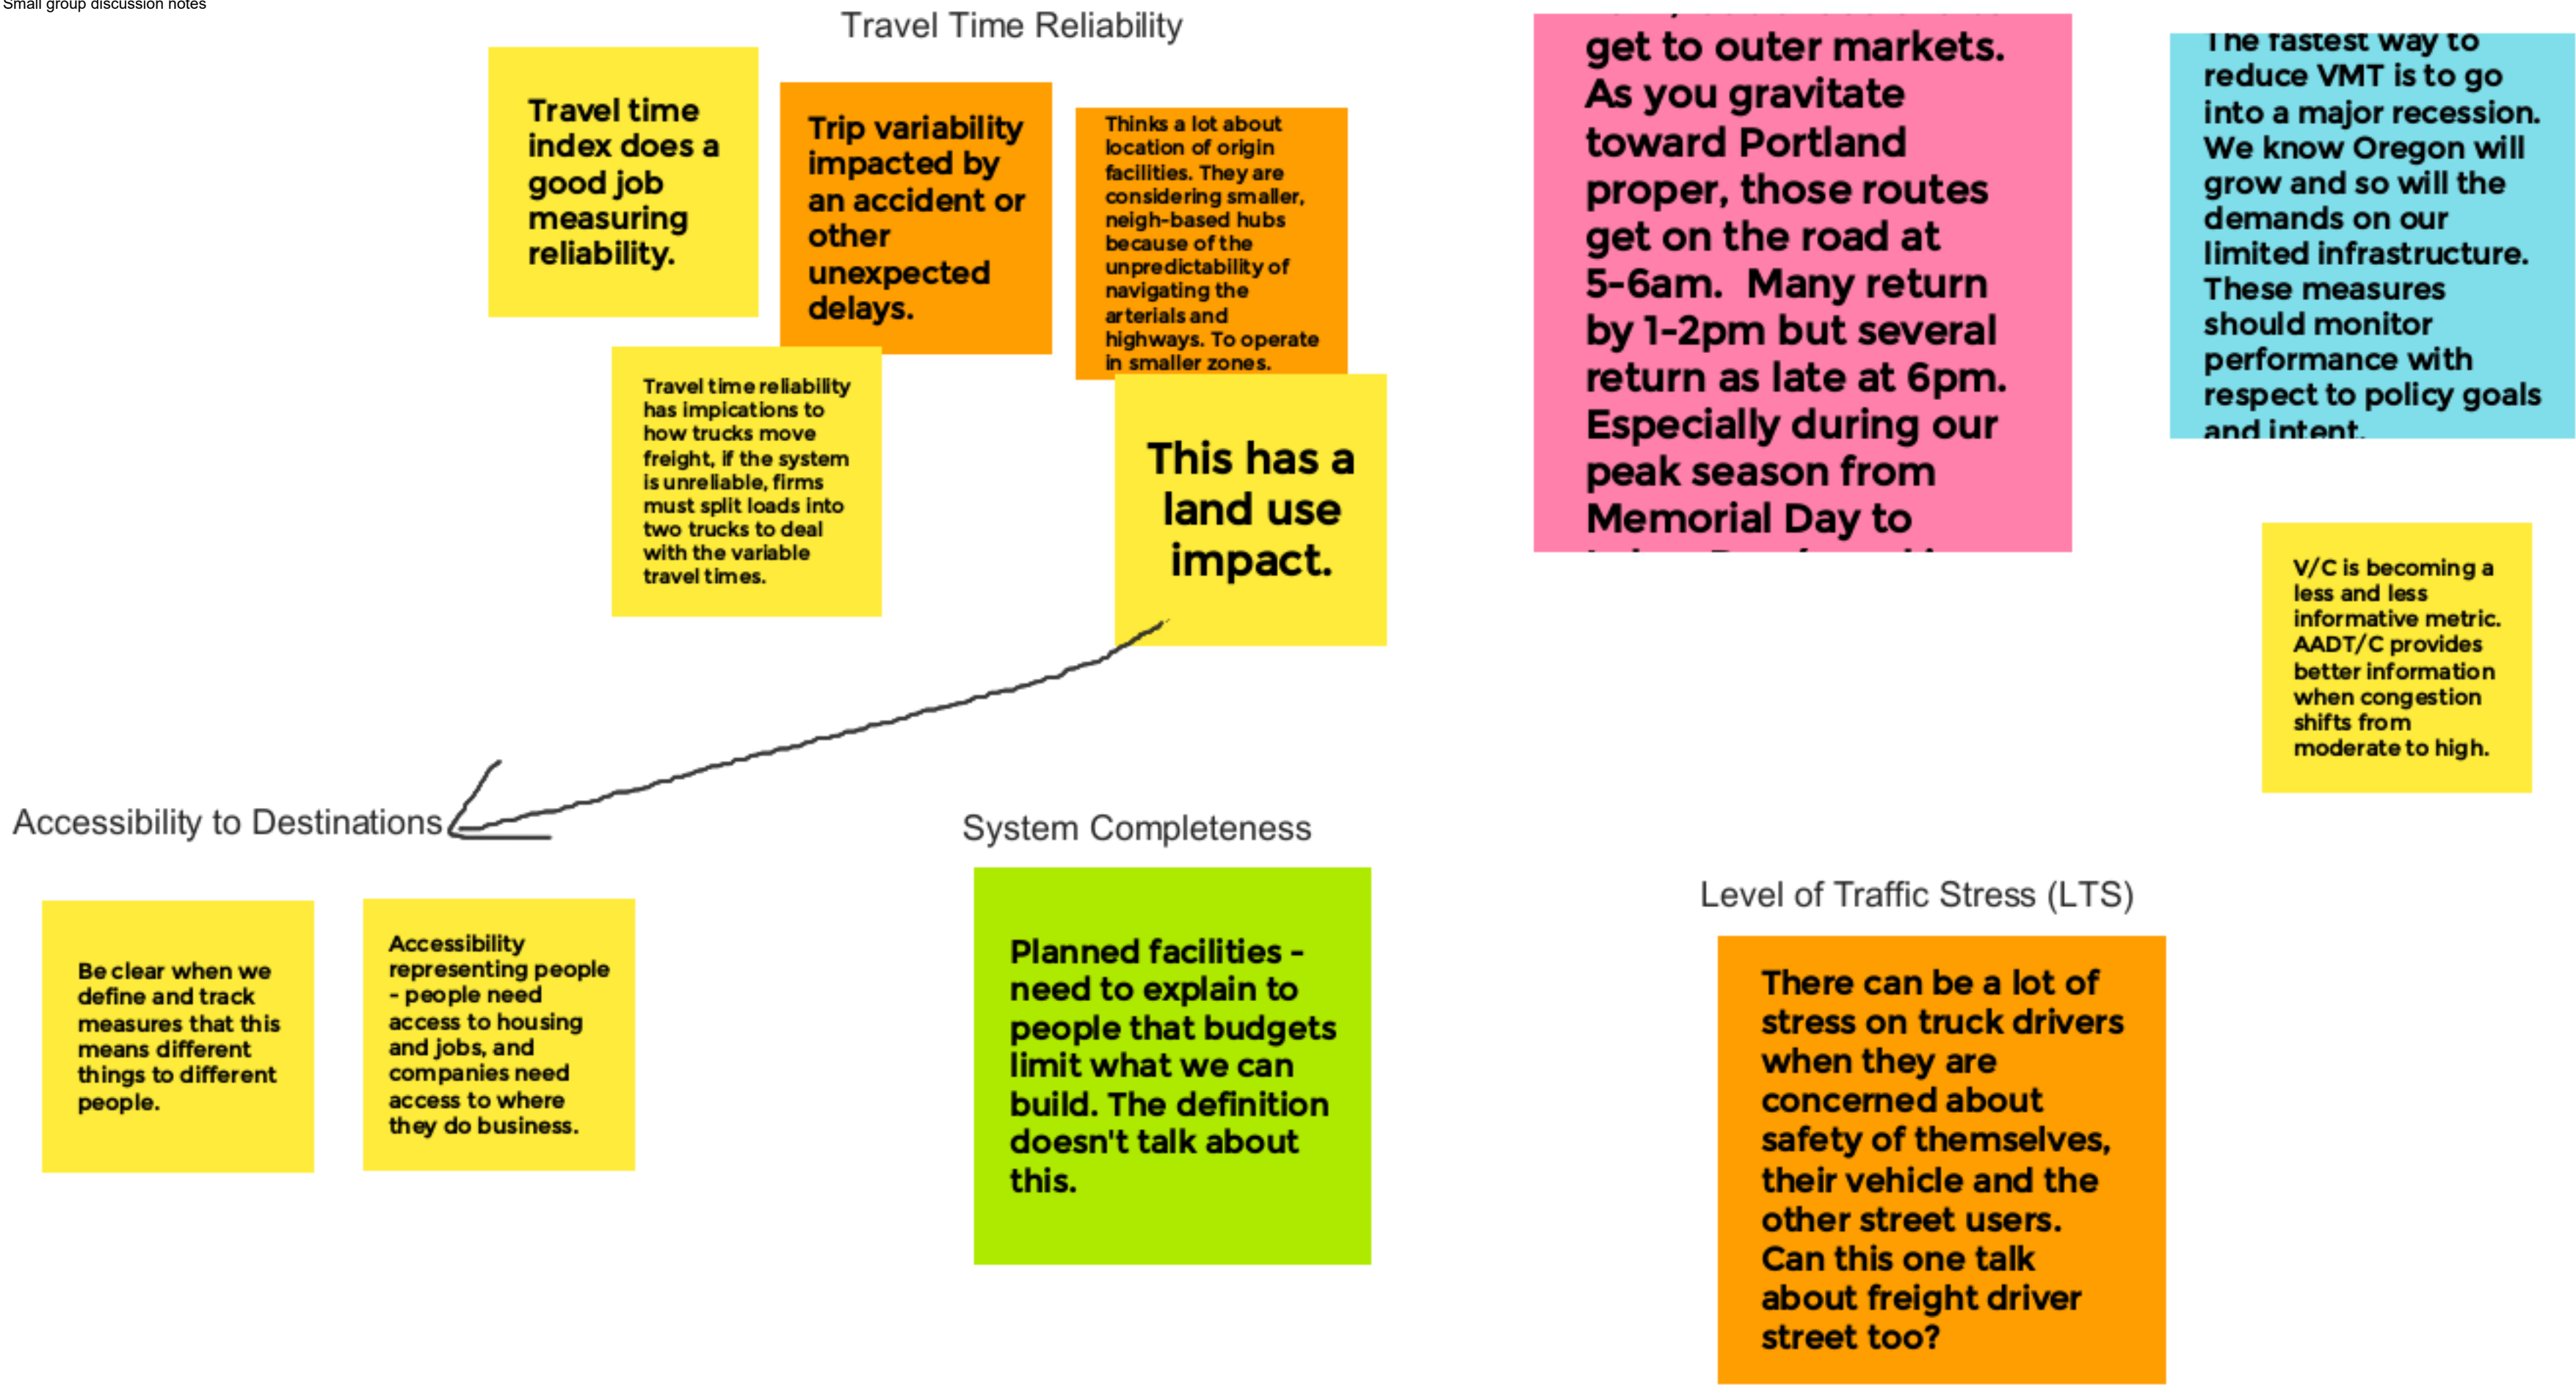 Small group discussion notes
Travel Time Reliability
Travel time
index does a
good job
measuring
reliability.
Trip variability
impacted by
an accident or
other
unexpected
delays.
Thinks a lot about
location of origin
facilities. They are
considering smaller,
neigh-based hubs
because of the
unpredictability of
navigating the
arterials and
highways. To operate
in smaller zones.
Travel time reliability
has impications to
how trucks move
freight, if the system
is unreliable, firms
must split loads into
two trucks to deal
with the variable
travel times.
This has a
land use
impact.
get to outer markets.
As you gravitate
toward Portland
proper, those routes
get on the road at
5-6am. Many return
by 1-2pm but several
return as late at 6pm.
Especially during our
peak season from
Memorial Day to
The fastest way to
reduce VMT is to go
into a major recession.
We know Oregon will
grow and so will the
demands on our
limited infrastructure.
These measures
should monitor
performance with
respect to policy goals
and intent.
V/C is becoming a
less and less
informative metric.
AADT/C provides
better information
when congestion
shifts from
moderate to high.
Accessibility to Destinations
Be clear when we
define and track
measures that this
means different
things to different
people.
Accessibility
representing people
- people need
access to housing
and jobs, and
companies need
access to where
they do business.
System Completeness
Planned facilities -
need to explain to
people that budgets
limit what we can
build. The definition
doesn't talk about
this.
Level of Traffic Stress (LTS)
There can be a lot of
stress on truck drivers
when they are
concerned about
safety of themselves,
their vehicle and the
other street users.
Can this one talk
about freight driver
street too?